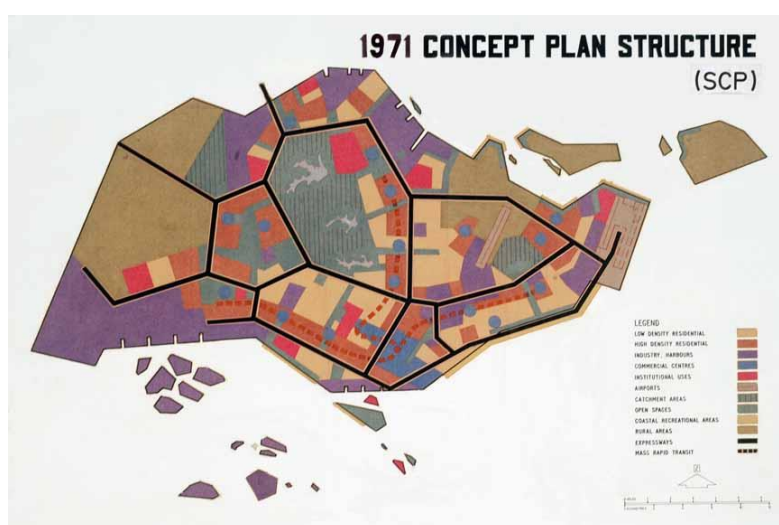 1971 CONCEPT PLAN STRUCTURE
(SCP)
LEGEND
LOW DENSITY RESIDENTIAL
HIGH DENSITY RESIDENTIAL
INDUSTRY, HARBOURS
COMMERCIAL CENTRES
INSTITUTIONAL USES
AIRPORTS
CATCHMENT AREAS
OPEN SPACES
COASTAL RECREATIONAL AREAS
RURAL AREAS
EXPRESSWAYS
MASS RAPID TRANSIT